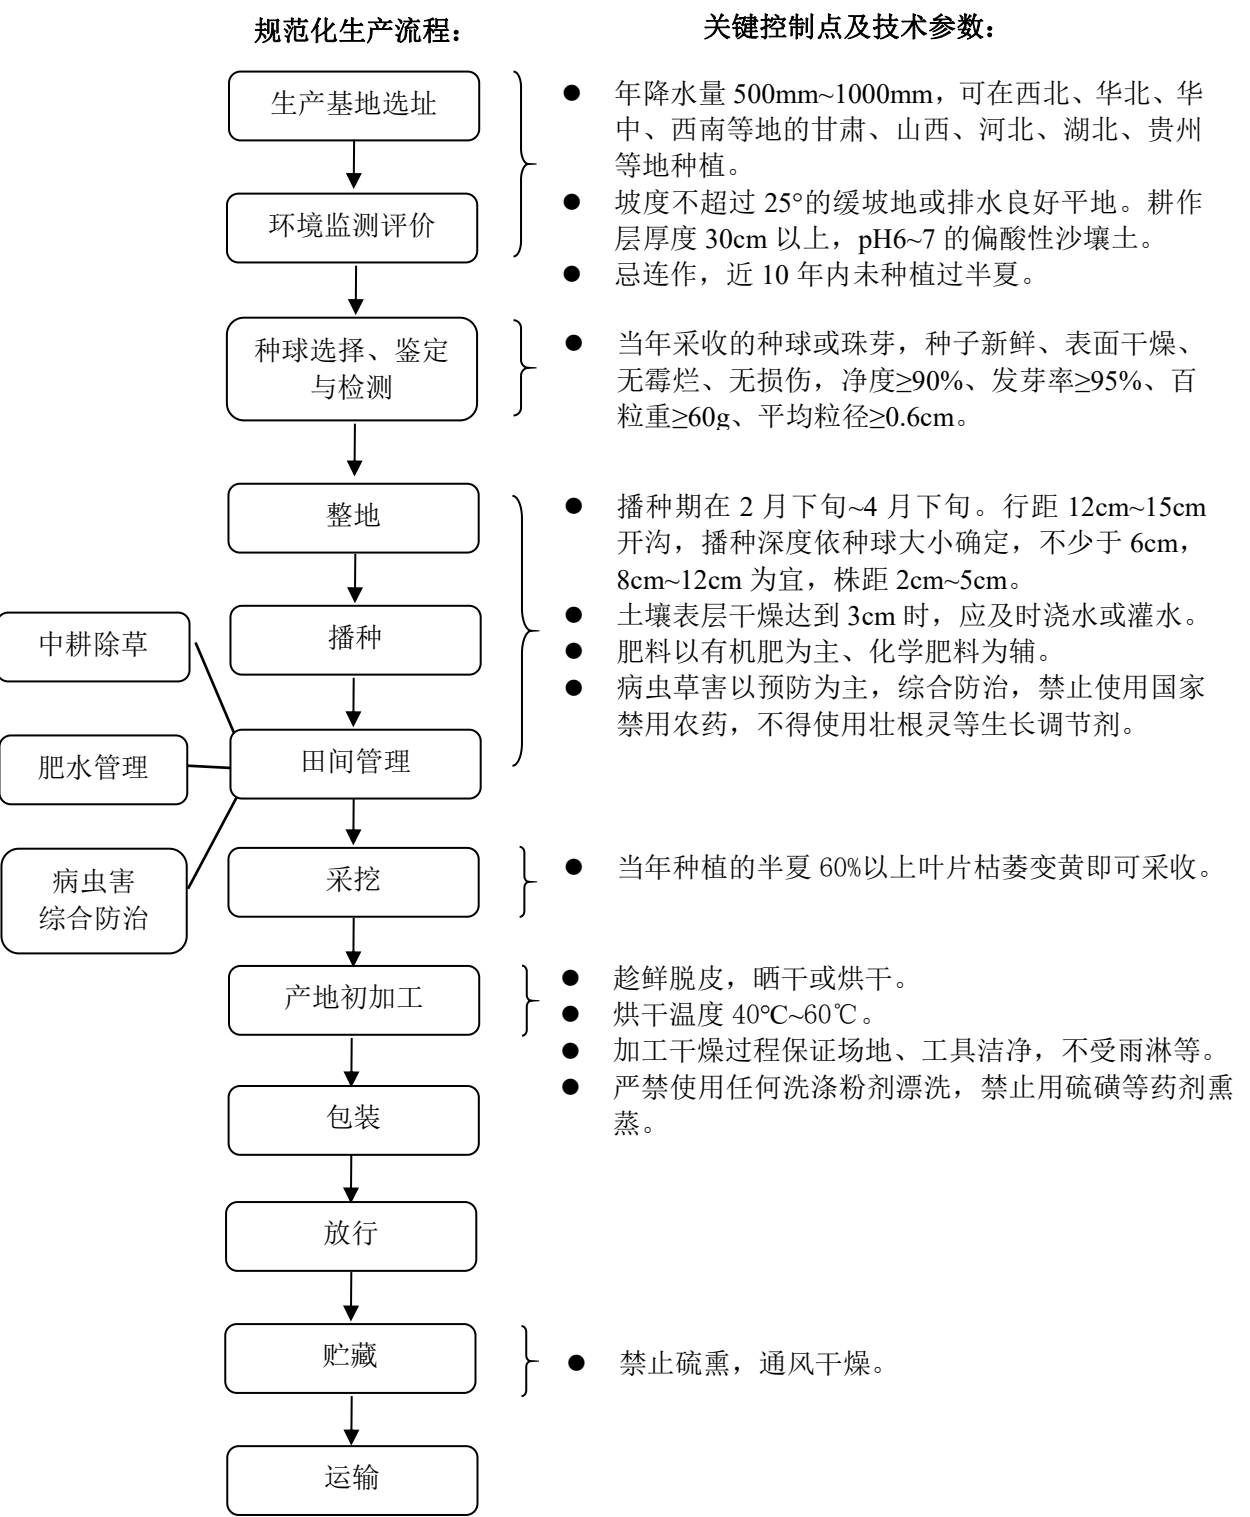 规范化生产流程：
关键控制点及技术参数：
生产基地选址
环境监测评价
● 年降水量 500mm~1000mm，可在西北、华北、华
中、西南等地的甘肃、山西、河北、湖北、贵州
等地种植。
● 坡度不超过 25°的缓坡地或排水良好平地。耕作
层厚度 30cm 以上，pH6~7 的偏酸性沙壤土。
● 忌连作，近 10 年内未种植过半夏。
种球选择、鉴定
与检测
● 当年采收的种球或珠芽，种子新鲜、表面干燥、
无霉烂、无损伤，净度≥90%、发芽率≥95%、百
粒重≥60g、平均粒径≥0.6cm。
整地
播种
田间管理
中耕除草
肥水管理
病虫害
综合防治
● 播种期在 2 月下旬~4 月下旬。行距 12cm~15cm
开沟，播种深度依种球大小确定，不少于 6cm，
8cm~12cm 为宜，株距 2cm~5cm。
● 土壤表层干燥达到 3cm 时，应及时浇水或灌水。
● 肥料以有机肥为主、化学肥料为辅。
● 病虫草害以预防为主，综合防治，禁止使用国家
禁用农药，不得使用壮根灵等生长调节剂。
采挖
● 当年种植的半夏 60%以上叶片枯萎变黄即可采收。
产地初加工
● 趁鲜脱皮，晒干或烘干。
● 烘干温度 40℃~60℃。
● 加工干燥过程保证场地、工具洁净，不受雨淋等。
● 严禁使用任何洗涤粉剂漂洗，禁止用硫磺等药剂熏
蒸。
包装
放行
贮藏
● 禁止硫熏，通风干燥。
运输